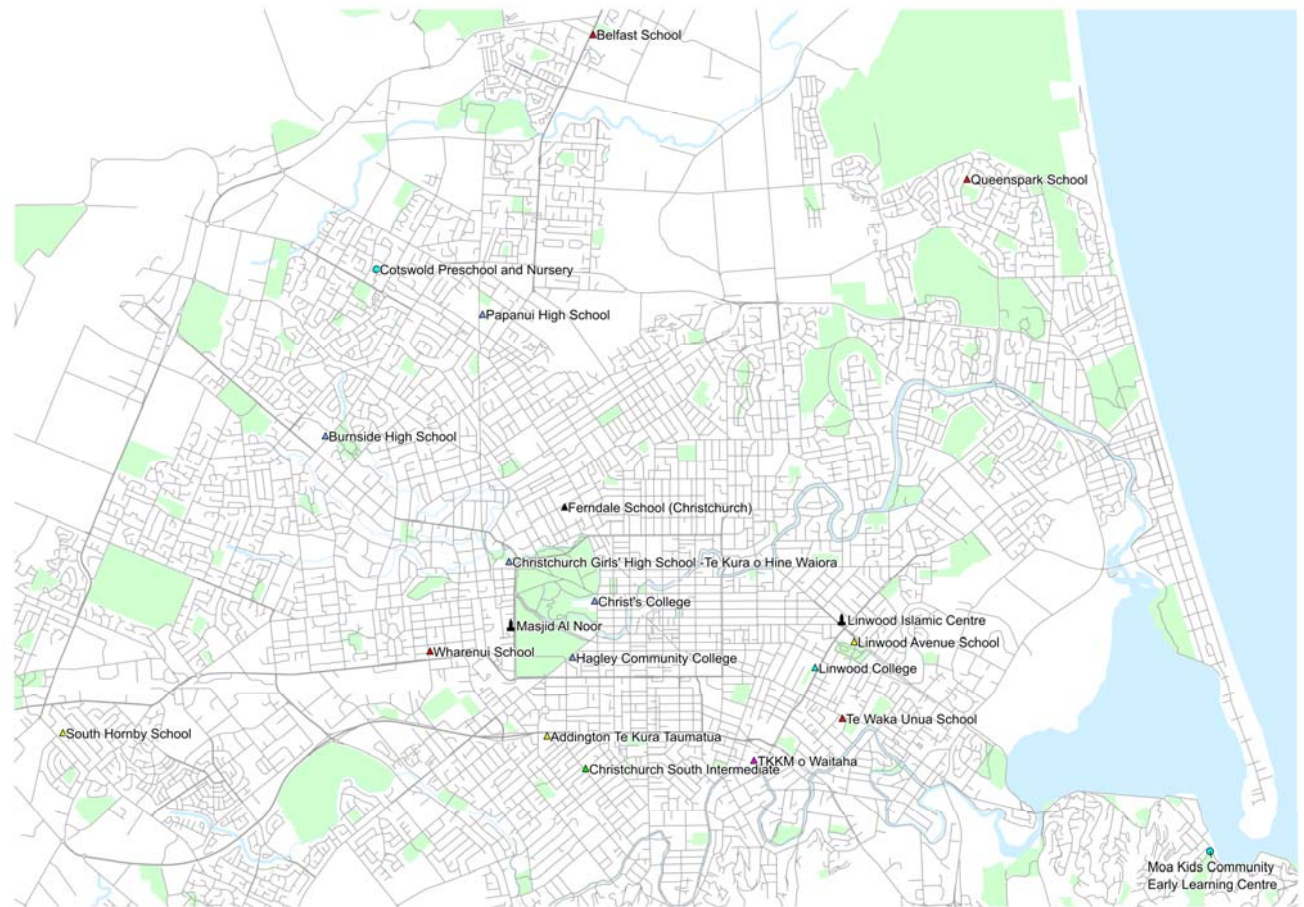 Belfast School
Queenspark School
Cotswold Preschool and Nursery
Papanui High School
Burnside High School
Ferndale School (Christchurch)
Christchurch Girls' High School -Te Kura o Hine Waiora
Christ's College
Masjid Al Noor
Linwood Islamic Centre
Linwood Avenue School
Wharenui School
Hagley Community College
Linwood College
Te Waka Unua School
South Hornby School
Addington Te Kura Taumatua
TKKM o Waitaha
Christchurch South Intermediate
Moa Kids Community
Early Learning Centre